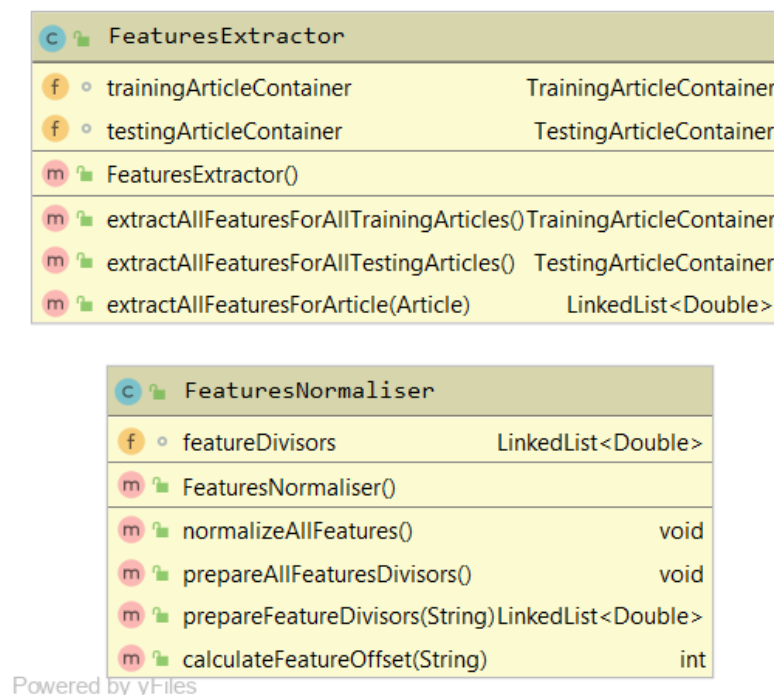 c FeaturesExtractor
f trainingArticleContainer TrainingArticleContainer
f testingArticleContainer TestingArticleContainer
m FeaturesExtractor()
m extractAllFeaturesForAllTrainingArticles() TrainingArticleContainer
m extractAllFeaturesForAllTestingArticles() TestingArticleContainer
m extractAllFeaturesForArticle(Article) LinkedList<Double>
c FeaturesNormaliser
f featureDivisors LinkedList<Double>
m FeaturesNormaliser()
m normalizeAllFeatures() void
m prepareAllFeaturesDivisors() void
m prepareFeatureDivisors(String) LinkedList<Double>
m calculateFeatureOffset(String) int
Powered by yFiles